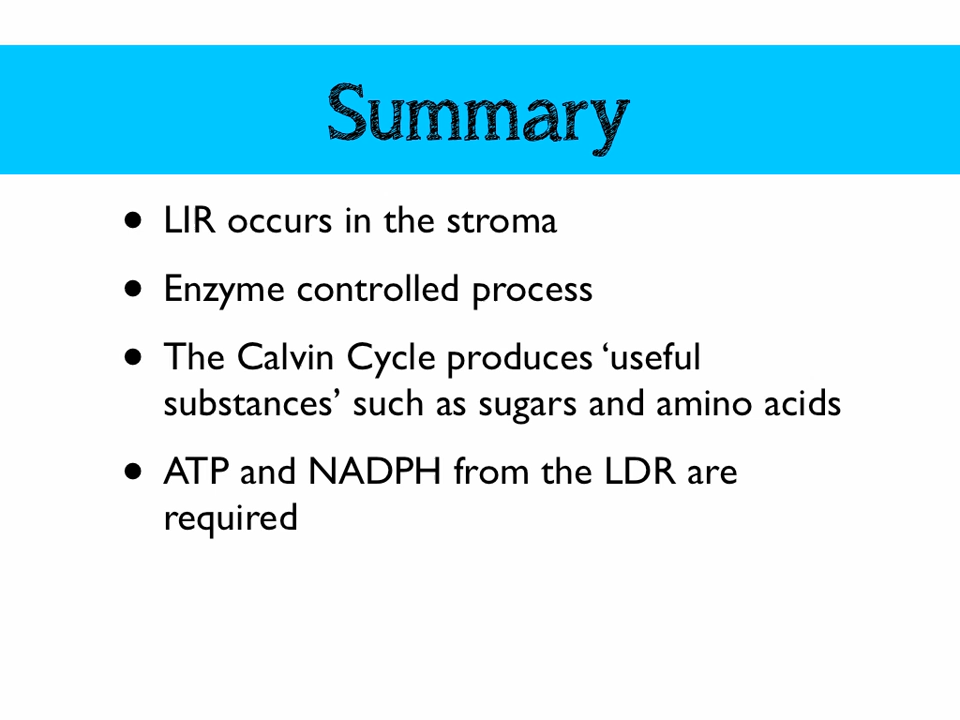 Summary
• LIR occurs in the stroma
• Enzyme controlled process
• The Calvin Cycle produces ‘useful
substances’ such as sugars and amino acids
• ATP and NADPH from the LDR are
required